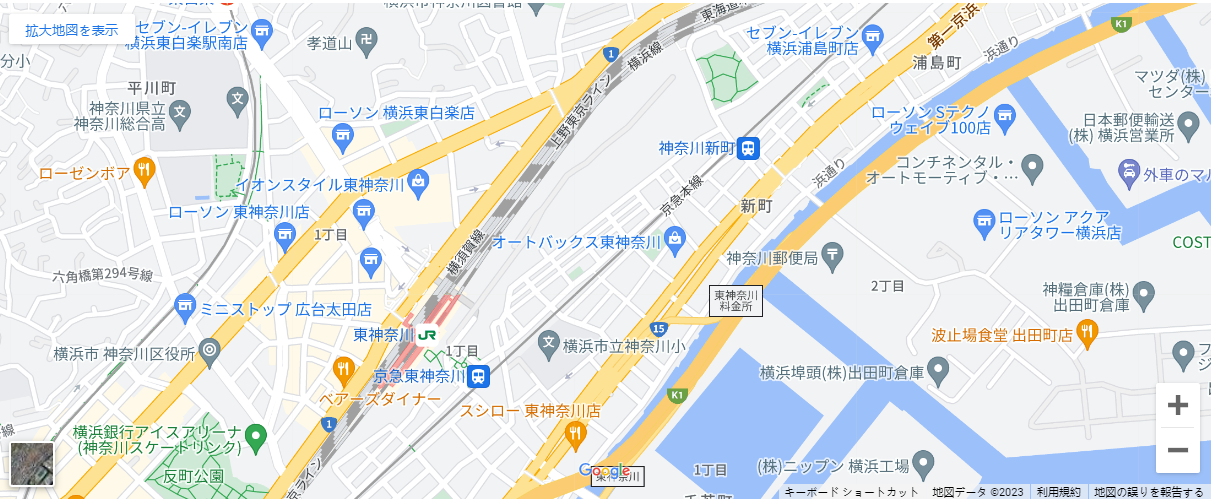 拡大地図を表示
セブン-イレブン
横浜東白楽駅南店
孝道山
横浜市神奈川図書館
東海道
横浜線
セブン-イレブン
横浜浦島町店
第一京浜
浜通り
K1
浦島町
平川町
神奈川県立
神奈川総合高
ローソン 横浜東白楽店
1
上野東京ライン
ローソン Sテクノ
ウェイブ100店
マツダ(株)
センター
日本郵便輸送
(株) 横浜営業所
神奈川新町
ローゼンボア
イオンスタイル東神奈川
京急本線
浜通り
コンチネンタル・
オートモーティブ・…
外車のマル
ローソン 東神奈川店
1丁目
新町
ローソン アクア
リアタワー横浜店
横須賀線
オートバックス東神奈川
神奈川郵便局
COST
六角橋第294号線
2丁目
東神奈川
料金所
神糧倉庫(株)
出田町倉庫
ミニストップ 広台太田店
東神奈川
JR
15
波止場食堂 出田町店
横浜市 神奈川区役所
1丁目
横浜市立神奈川小
京急東神奈川
横浜埠頭(株)出田町倉庫
ベアーズダイナー
スシロー 東神奈川店
K1
1
横浜銀行アイスアリーナ
(神奈川スケートリンク)
反町公園
Google
東神奈川
1丁目
(株)ニップン 横浜工場
キーボード ショートカット
地図データ ©2023
利用規約
地図の誤りを報告する